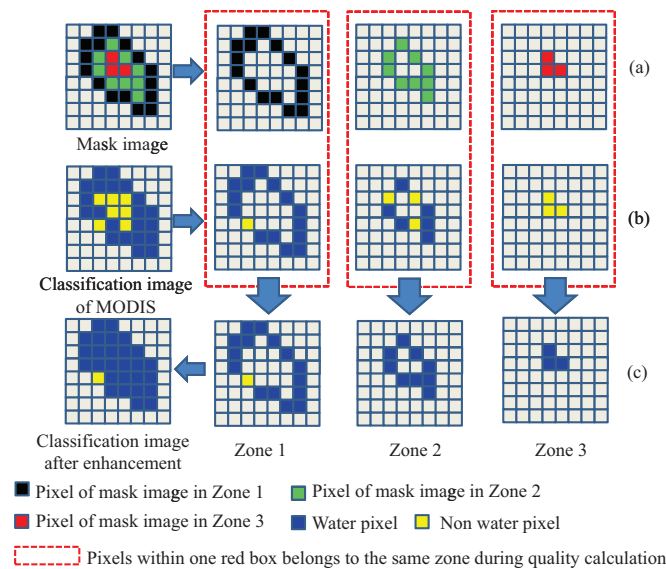 (a)
Mask image
(b)
Classification image
of MODIS
(c)
Classification image
after enhancement
Zone 1
Zone 2
Zone 3
Pixel of mask image in Zone 1
Pixel of mask image in Zone 2
Pixel of mask image in Zone 3
Water pixel
Non water pixel
Pixels within one red box belongs to the same zone during quality calculation